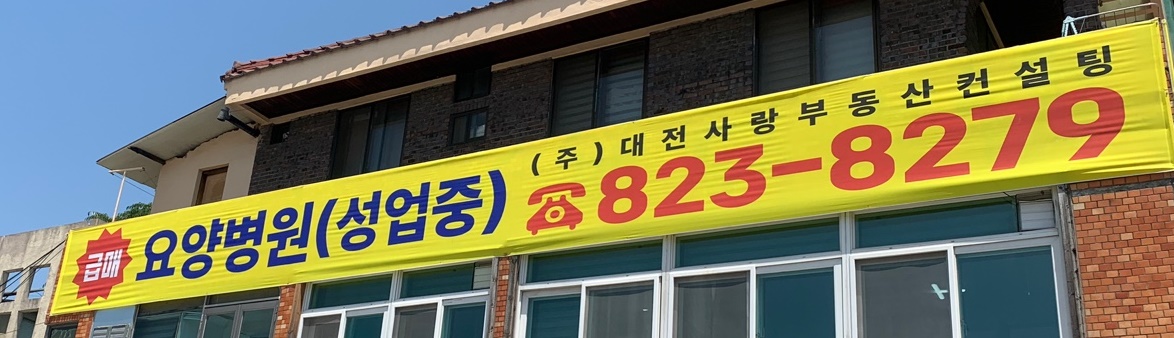 급매 요양병원(성업중)
(주)대전사랑부동산컨설팅
☎823-8279